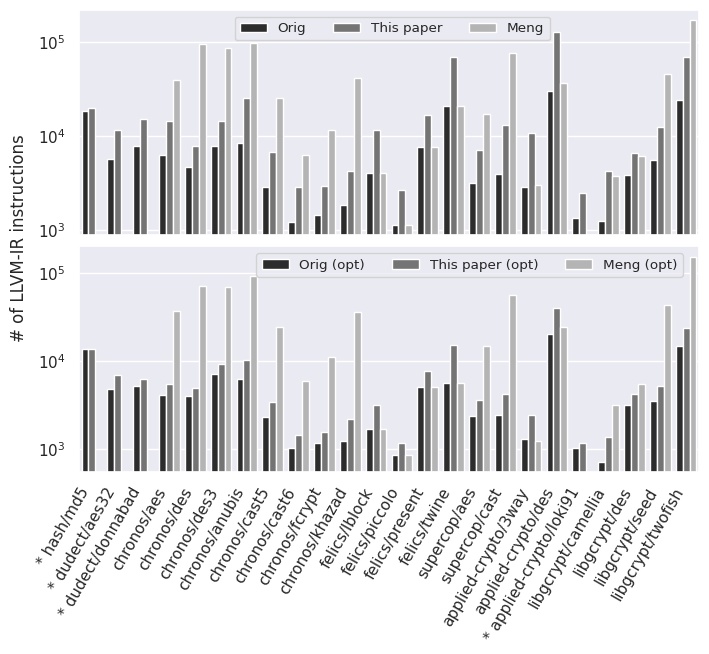 Orig This paper Meng
10^5
10^4
10^3
# of LLVM-IR instructions
Orig (opt) This paper (opt) Meng (opt)
10^5
10^4
10^3
* hash/md5
* dudect/aes32
* dudect/donnabad
chronos/aes
chronos/des
chronos/des3
chronos/anubis
chronos/cast5
chronos/cast6
chronos/fcrypt
chronos/khazad
felics/lblock
felics/piccolo
felics/present
felics/twine
supercop/aes
supercop/cast
applied-crypto/3way
applied-crypto/des
* applied-crypto/loki91
libgcrypt/camellia
libgcrypt/des
libgcrypt/seed
libgcrypt/twofish